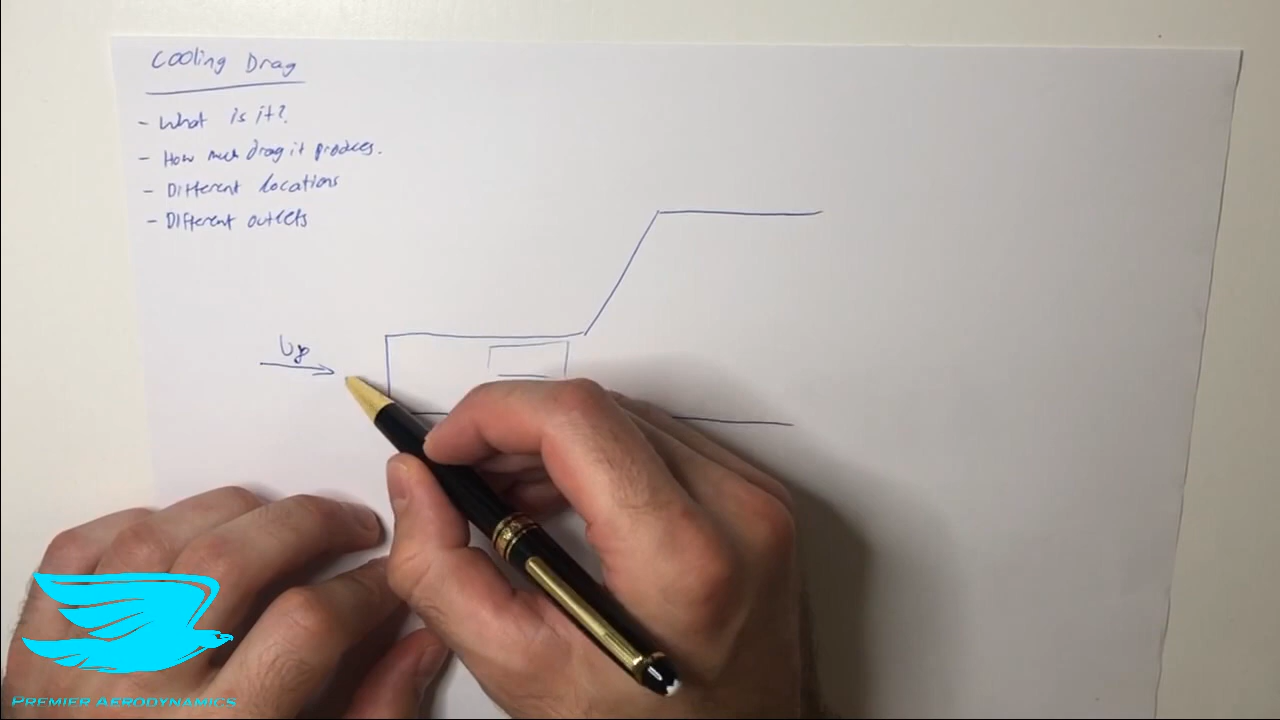 Cooling Drag
- What is it?
- How much drag it produces.
- Different locations
- Different outlets
U∞
PREMIER AERODYNAMICS